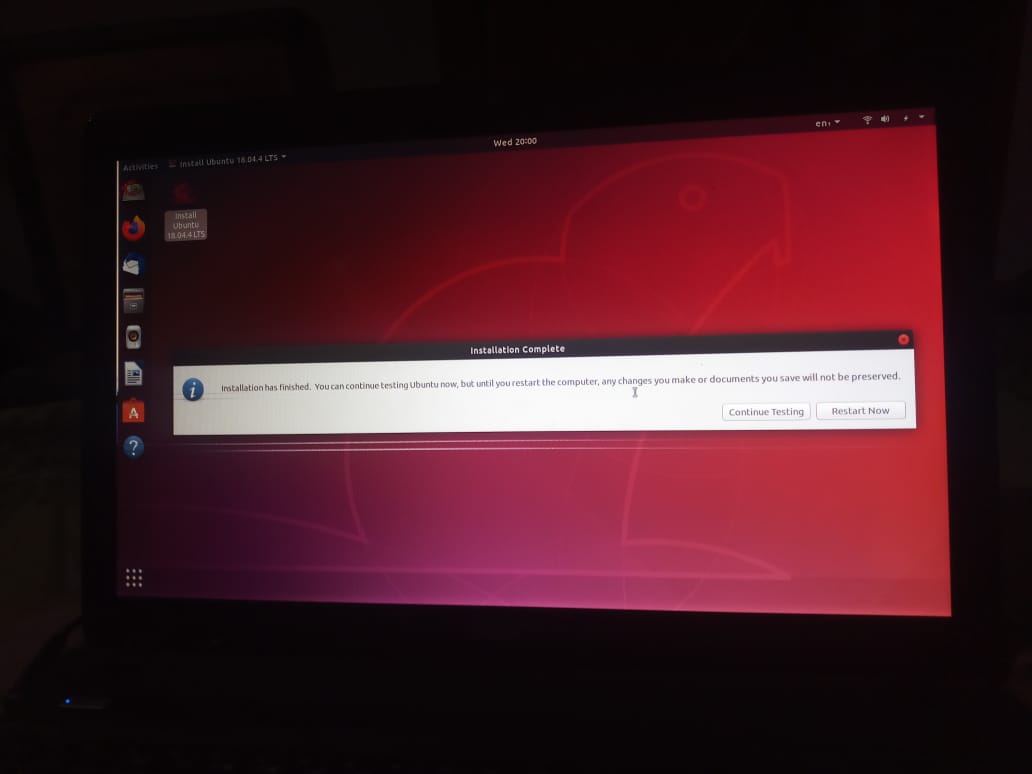 Activities
Install Ubuntu 18.04.4 LTS
Wed 20:00
en₁
Install
Ubuntu
18.04.4 LTS
Installation Complete
Installation has finished. You can continue testing Ubuntu now, but until you restart the computer, any changes you make or documents you save will not be preserved.
Continue Testing
Restart Now